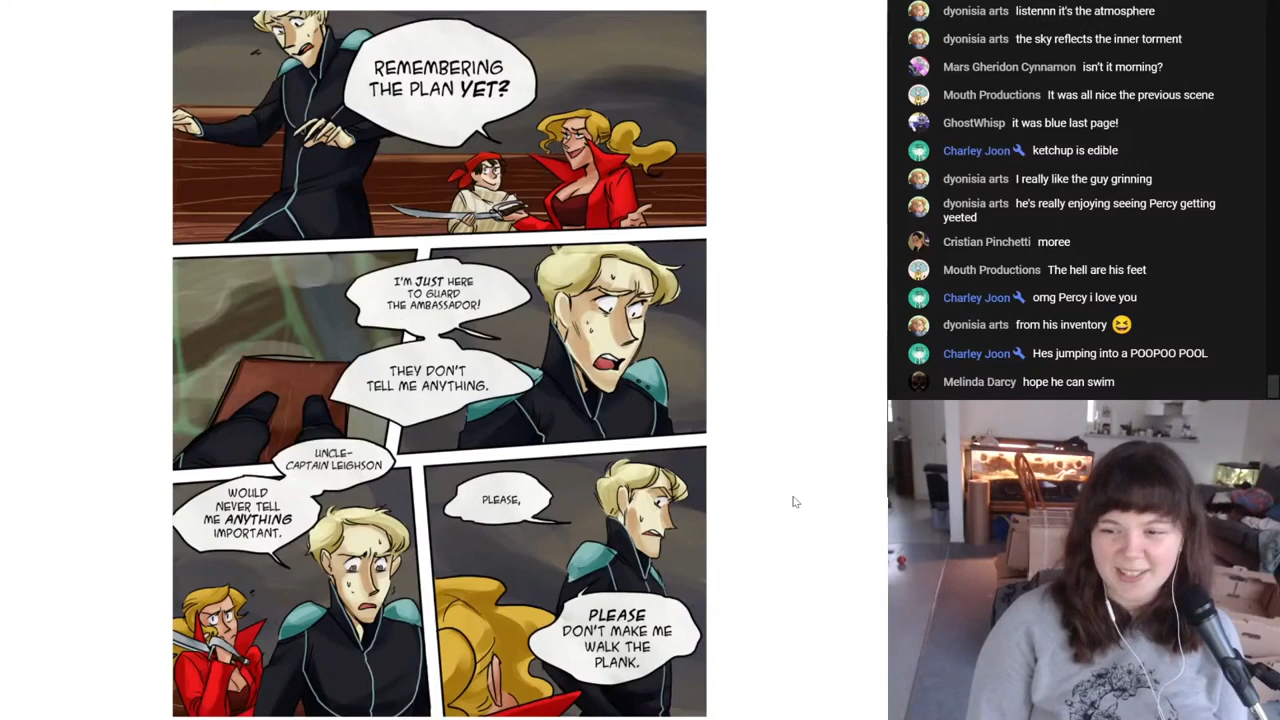 REMEMBERING
THE PLAN YET?
I'M JUST HERE
TO GUARD
THE AMBASSADOR!
THEY DON'T
TELL ME ANYTHING.
UNCLE-
CAPTAIN LEIGHSON
WOULD
NEVER TELL
ME ANYTHING
IMPORTANT.
PLEASE,
PLEASE
DON'T MAKE ME
WALK THE
PLANK.
dyonisia arts listennn it's the atmosphere
dyonisia arts the sky reflects the inner torment
Mars Gheridon Cynnamon isn't it morning?
Mouth Productions It was all nice the previous scene
GhostWhisp it was blue last page!
Charley Joon ketchup is edible
dyonisia arts I really like the guy grinning
dyonisia arts he's really enjoying seeing Percy getting
yeeted
Cristian Pinchetti moree
Mouth Productions The hell are his feet
Charley Joon omg Percy i love you
dyonisia arts from his inventory 😆
Charley Joon Hes jumping into a POOPOO POOL
Melinda Darcy hope he can swim